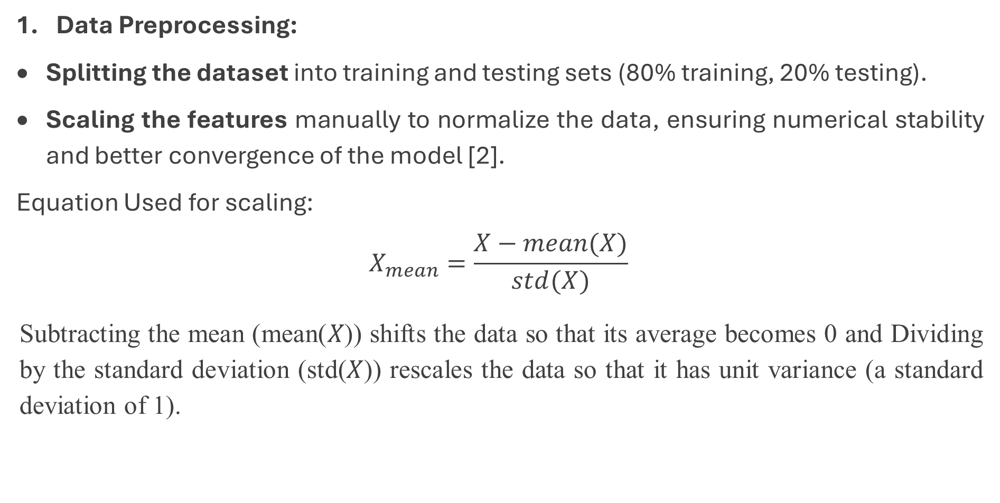 1. Data Preprocessing:
• Splitting the dataset into training and testing sets (80% training, 20% testing).
• Scaling the features manually to normalize the data, ensuring numerical stability
and better convergence of the model [2].
Equation Used for scaling:
X_{mean} = \frac{X - mean(X)}{std(X)}
Subtracting the mean (mean(X)) shifts the data so that its average becomes 0 and Dividing
by the standard deviation (std(X)) rescales the data so that it has unit variance (a standard
deviation of 1).